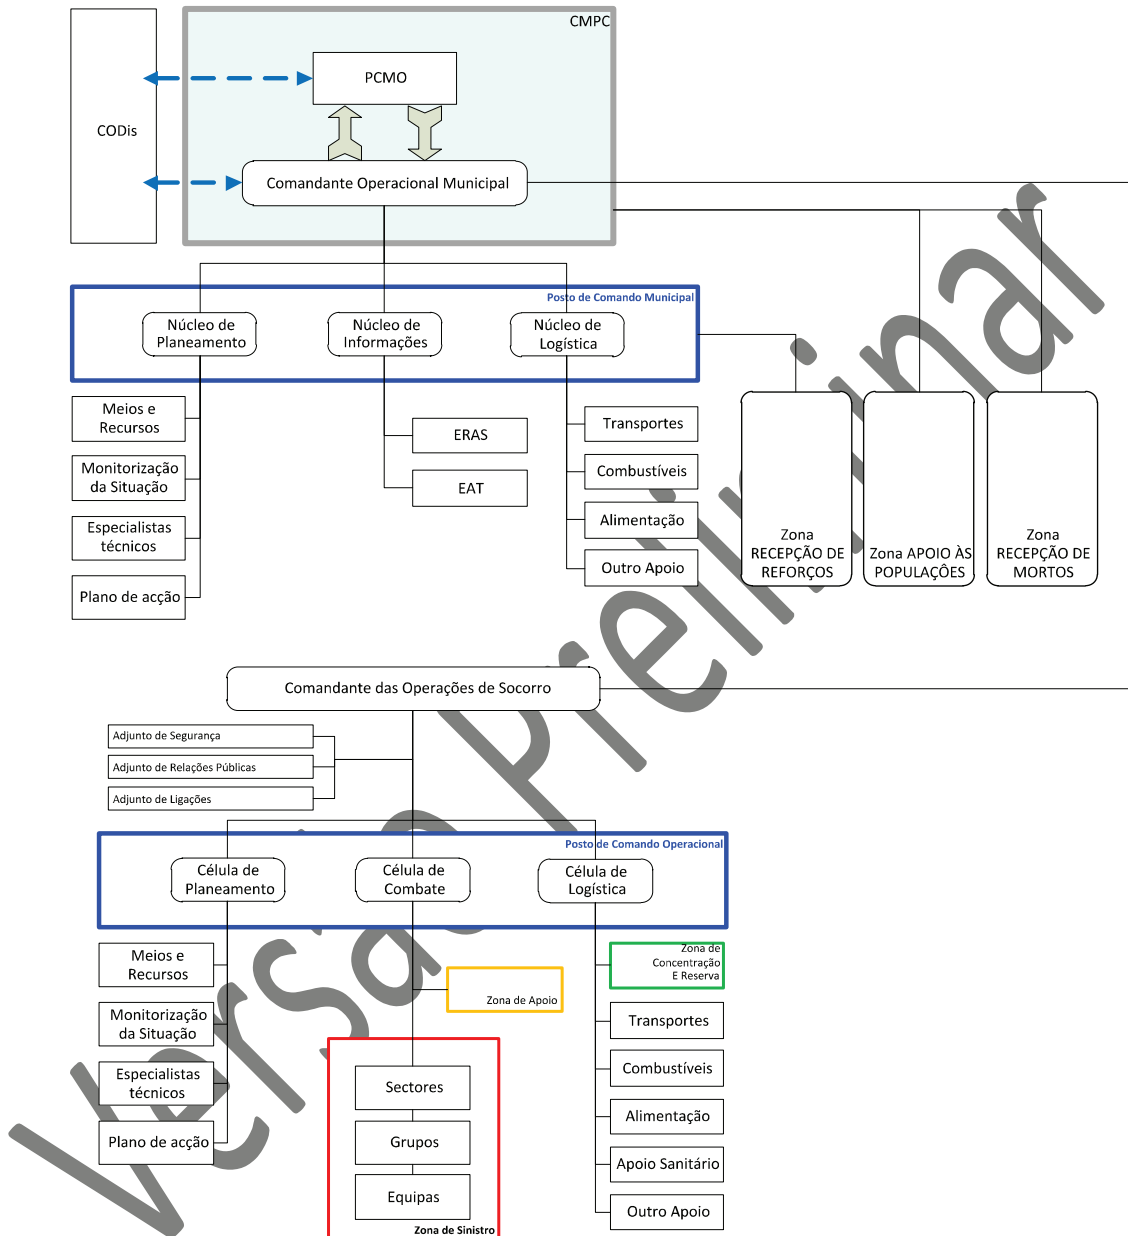 CMPC
PCMO
CODis
Comandante Operacional Municipal
Posto de Comando Municipal
Núcleo de
Planeamento
Núcleo de
Informações
Núcleo de
Logística
Meios e
Recursos
Monitorização
da Situação
Especialistas
técnicos
Plano de acção
ERAS
EAT
Transportes
Combustíveis
Alimentação
Outro Apoio
Zona
RECEPÇÃO DE
REFORÇOS
Zona APOIO ÀS
POPULAÇÔES
Zona
RECEPÇÃO DE
MORTOS
Comandante das Operações de Socorro
Adjunto de Segurança
Adjunto de Relações Públicas
Adjunto de Ligações
Posto de Comando Operacional
Célula de
Planeamento
Célula de
Combate
Célula de
Logística
Meios e
Recursos
Monitorização
da Situação
Especialistas
técnicos
Plano de acção
Zona de Apoio
Sectores
Grupos
Equipas
Zona de Sinistro
Zona de
Concentração
E Reserva
Transportes
Combustíveis
Alimentação
Apoio Sanitário
Outro Apoio
Versão Preliminar